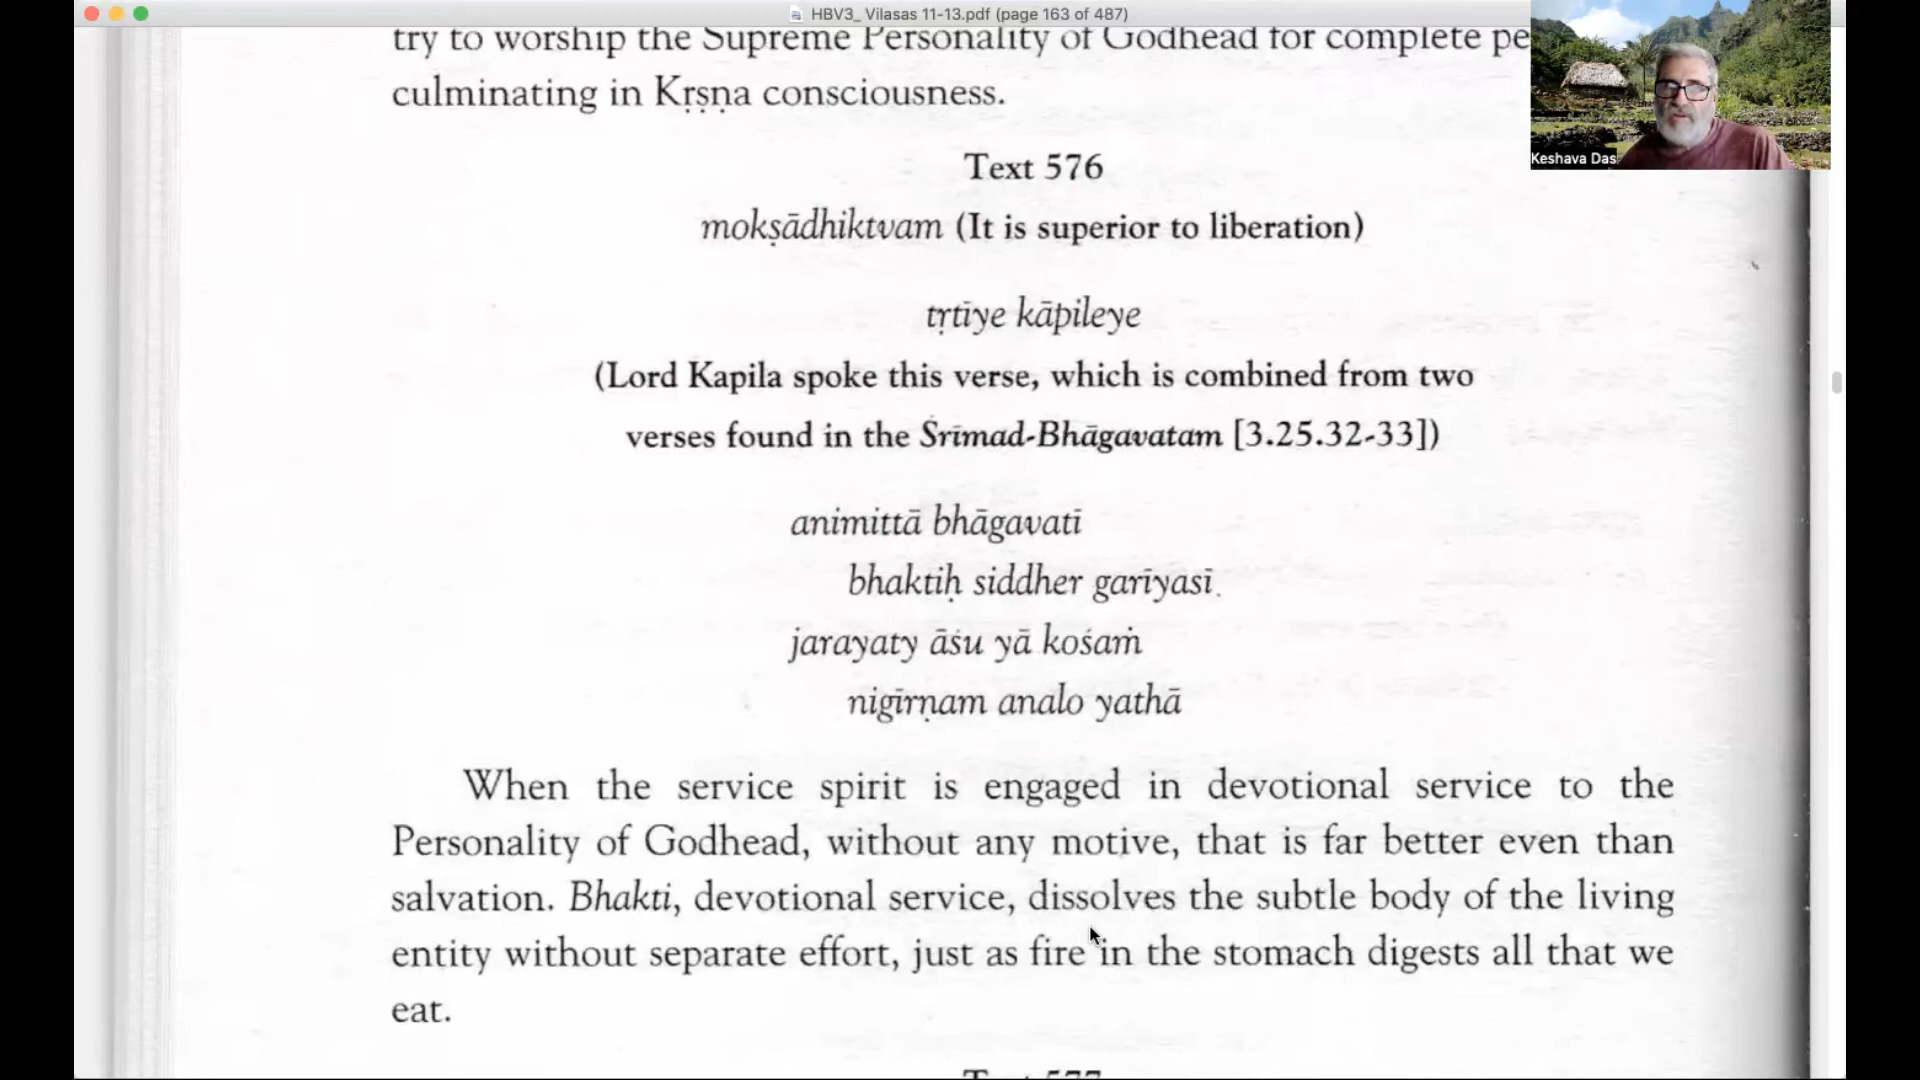 HBV3_ Vilasas 11-13.pdf (page 163 of 487)
try to worship the Supreme Personality of Godhead for complete pe
culminating in Kṛṣṇa consciousness.
Keshava Das
Text 576
mokṣādhiktvam (It is superior to liberation)
tṛtīye kāpileye
(Lord Kapila spoke this verse, which is combined from two
verses found in the Śrīmad-Bhāgavatam [3.25.32-33])
animittā bhāgavatī
bhaktiḥ siddher garīyasī
jarayaty āśu yā kośaṁ
nigīrṇam analo yathā
When the service spirit is engaged in devotional service to the
Personality of Godhead, without any motive, that is far better even than
salvation. Bhakti, devotional service, dissolves the subtle body of the living
entity without separate effort, just as fire in the stomach digests all that we
eat.
Text 577